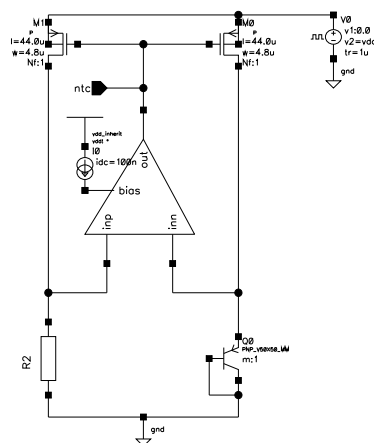 M1
P
l=44.0u
w=4.8u
Nf:1
M0
P
l=44.0u
w=4.8u
Nf:1
V0
v1:0.0
v2=vdc
tr=1u
gnd
ntc
vdd_inherit
vdd! *
I0
idc=100n
bias
out
inp
inn
R2
Q0
PNP_V50X50_MM
m:1
gnd